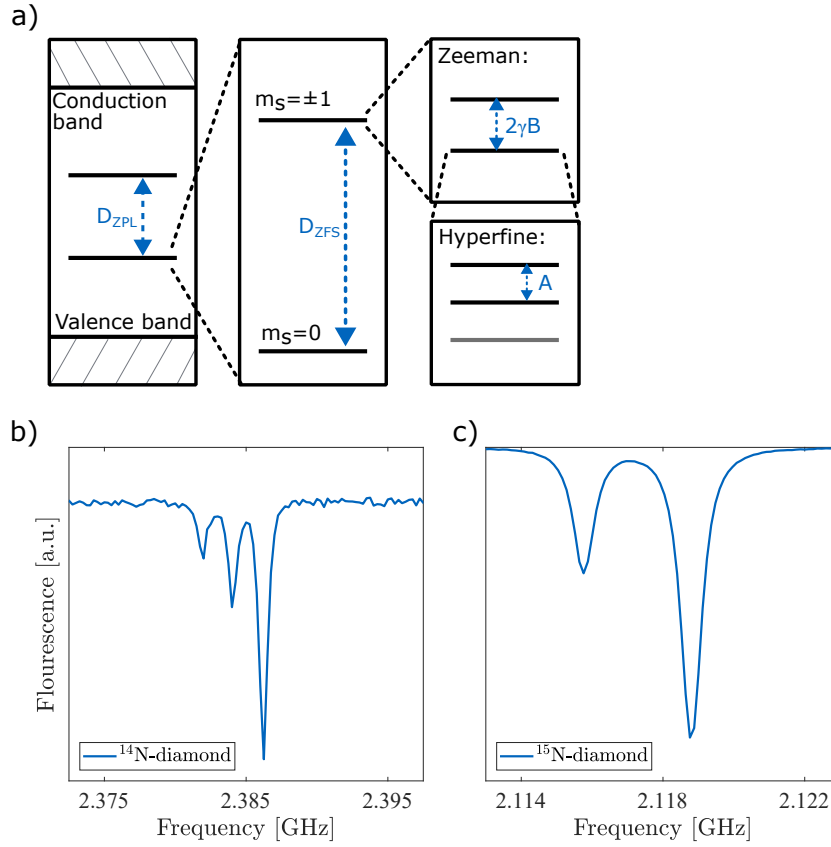 a)
Conduction
band
D_ZPL
Valence band
m_S=±1
D_ZFS
m_S=0
Zeeman:
2γB
Hyperfine:
A
b)
Flourescence [a.u.]
¹⁴N-diamond
2.375
2.385
2.395
Frequency [GHz]
c)
¹⁵N-diamond
2.114
2.118
2.122
Frequency [GHz]